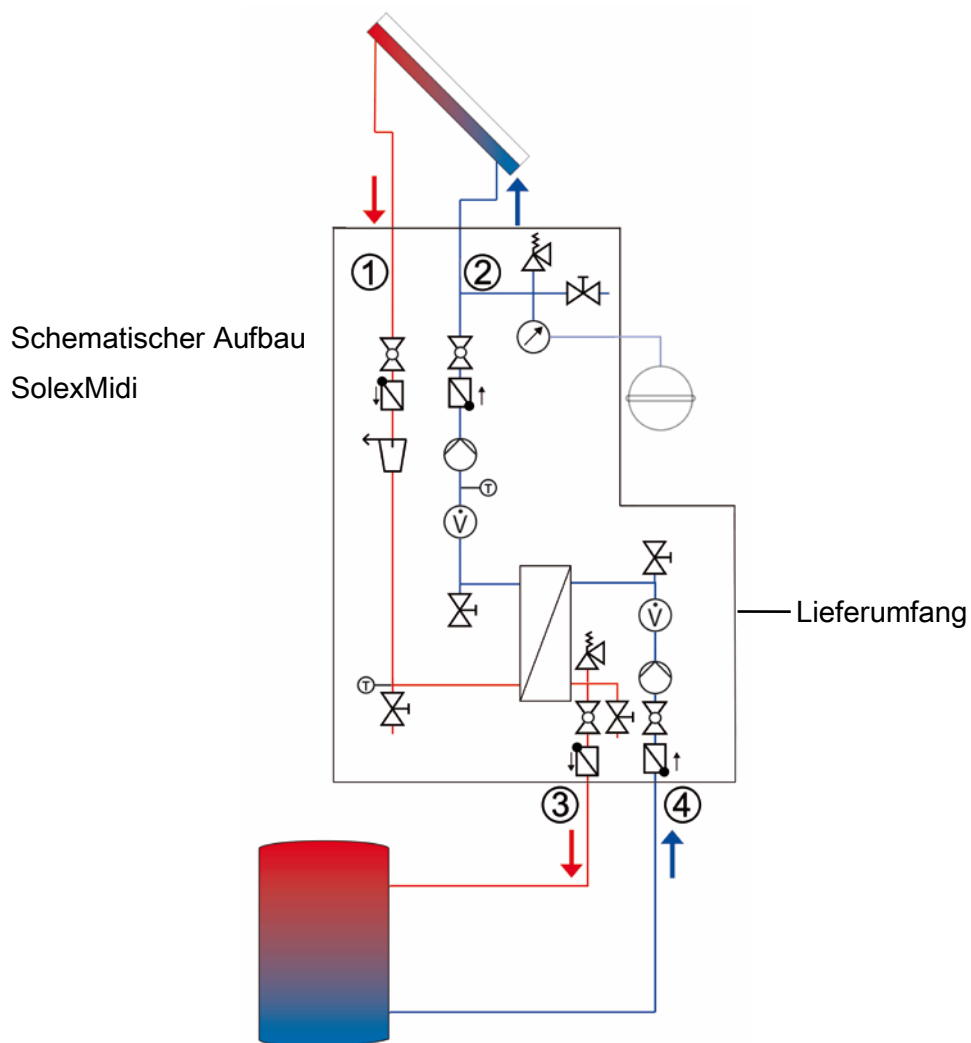 ①
②
Schematischer Aufbau
SolexMidi
T
V̇
V̇
Lieferumfang
T
③
④